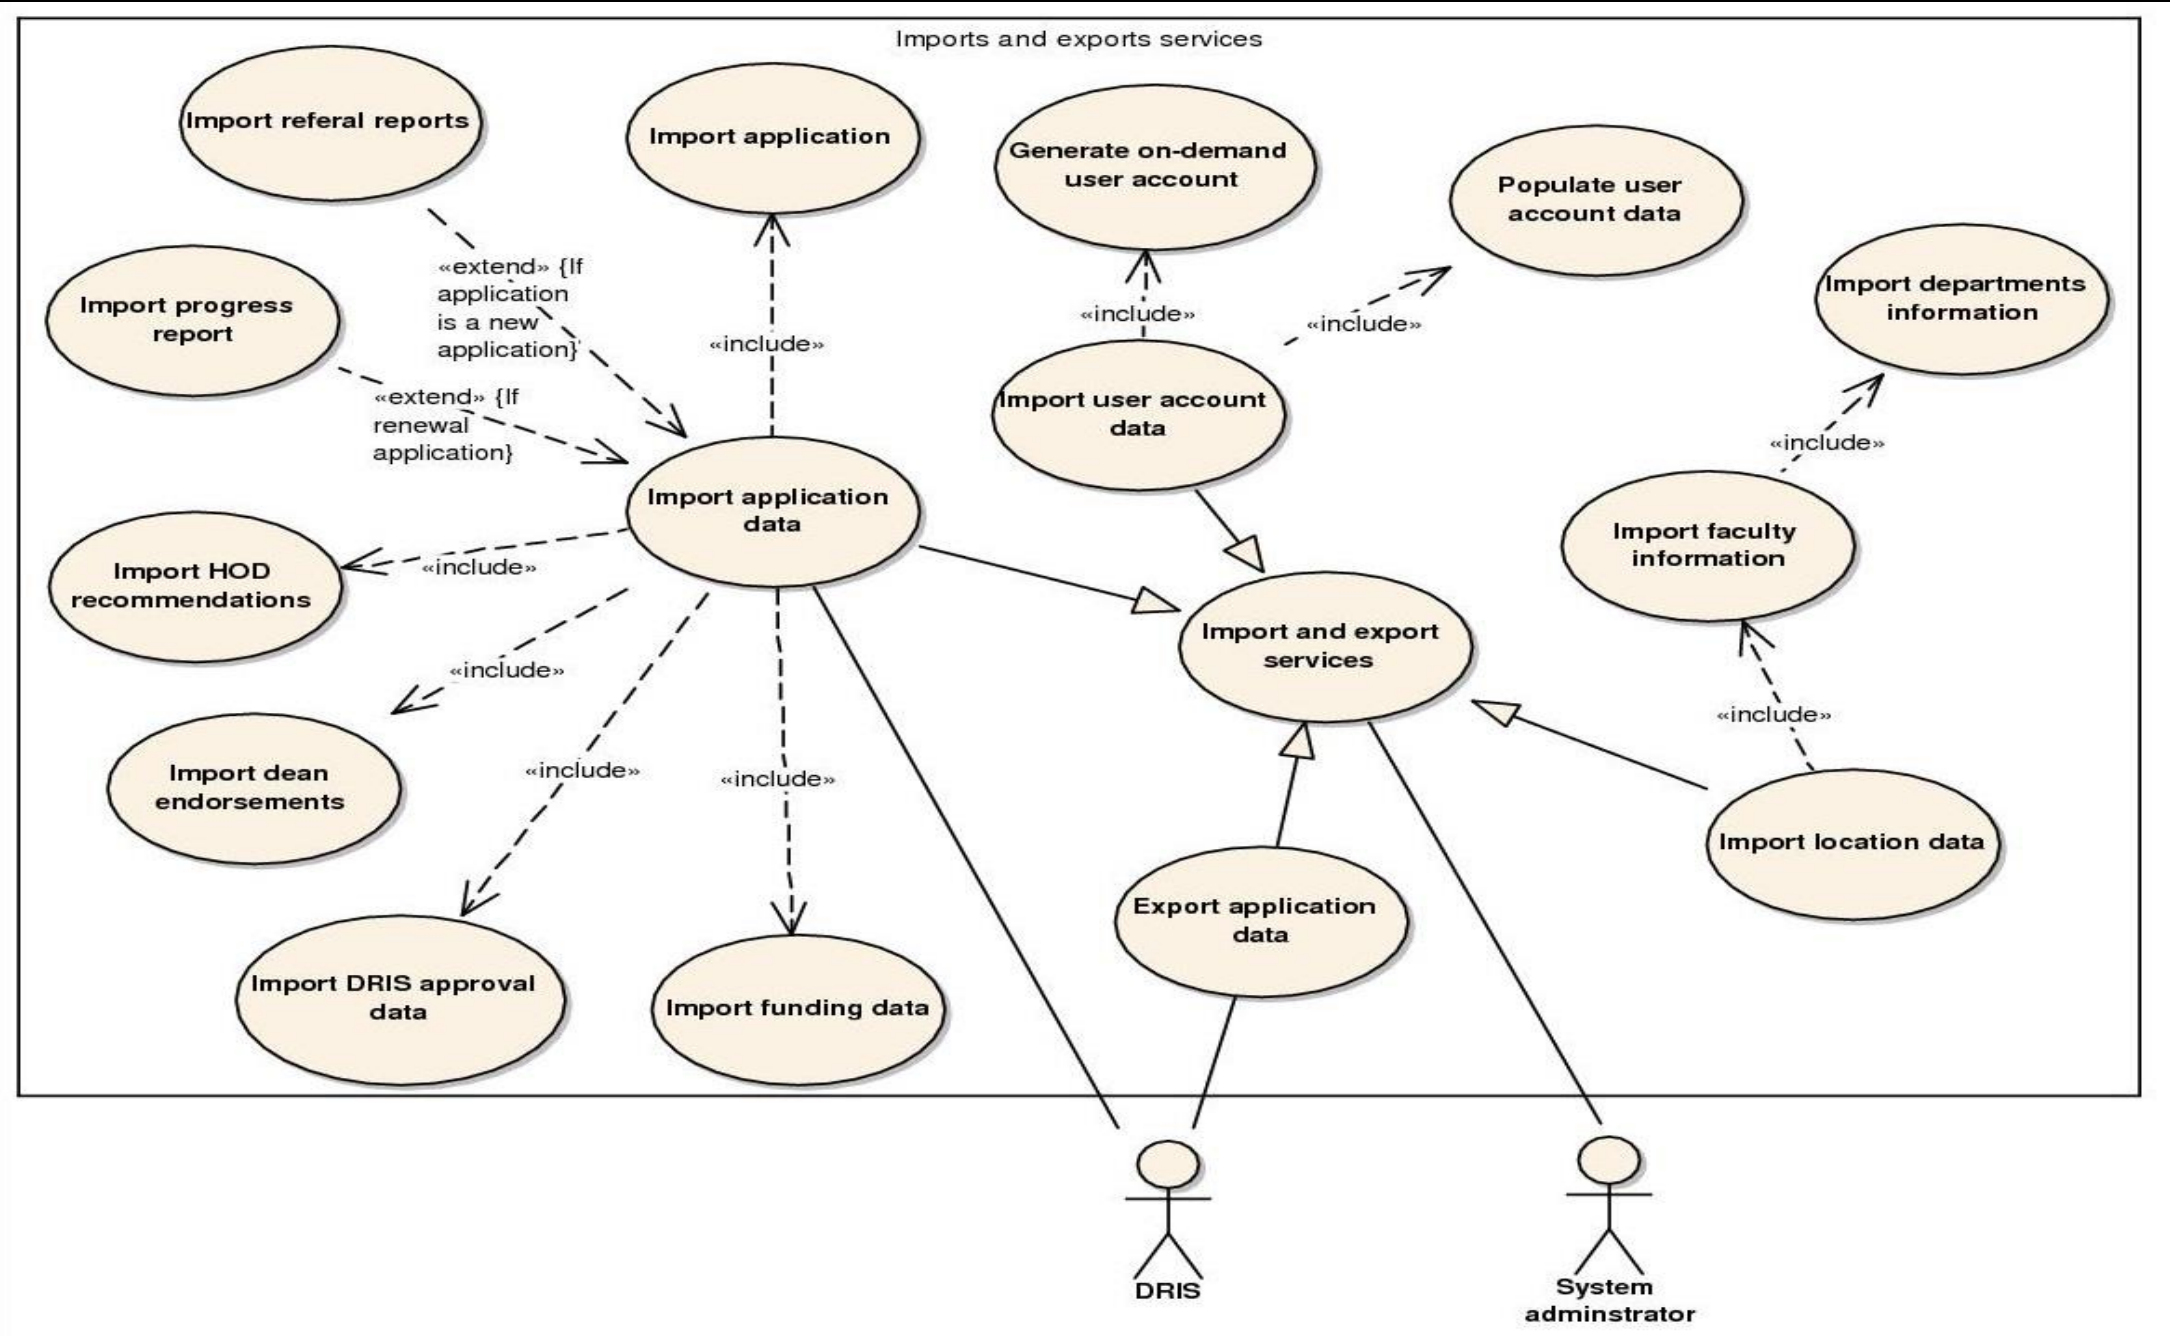 Imports and exports services
Import referal reports
Import application
Generate on-demand
user account
Populate user
account data
Import departments
information
Import progress
report
«extend» {If
application
is a new
application}
«include»
«include»
«include»
«extend» {If
renewal
application}
Import user account
data
«include»
Import application
data
Import faculty
information
Import HOD
recommendations
«include»
Import and export
services
«include»
«include»
Import dean
endorsements
«include»
«include»
Import location data
Export application
data
Import DRIS approval
data
Import funding data
DRIS
System
adminstrator